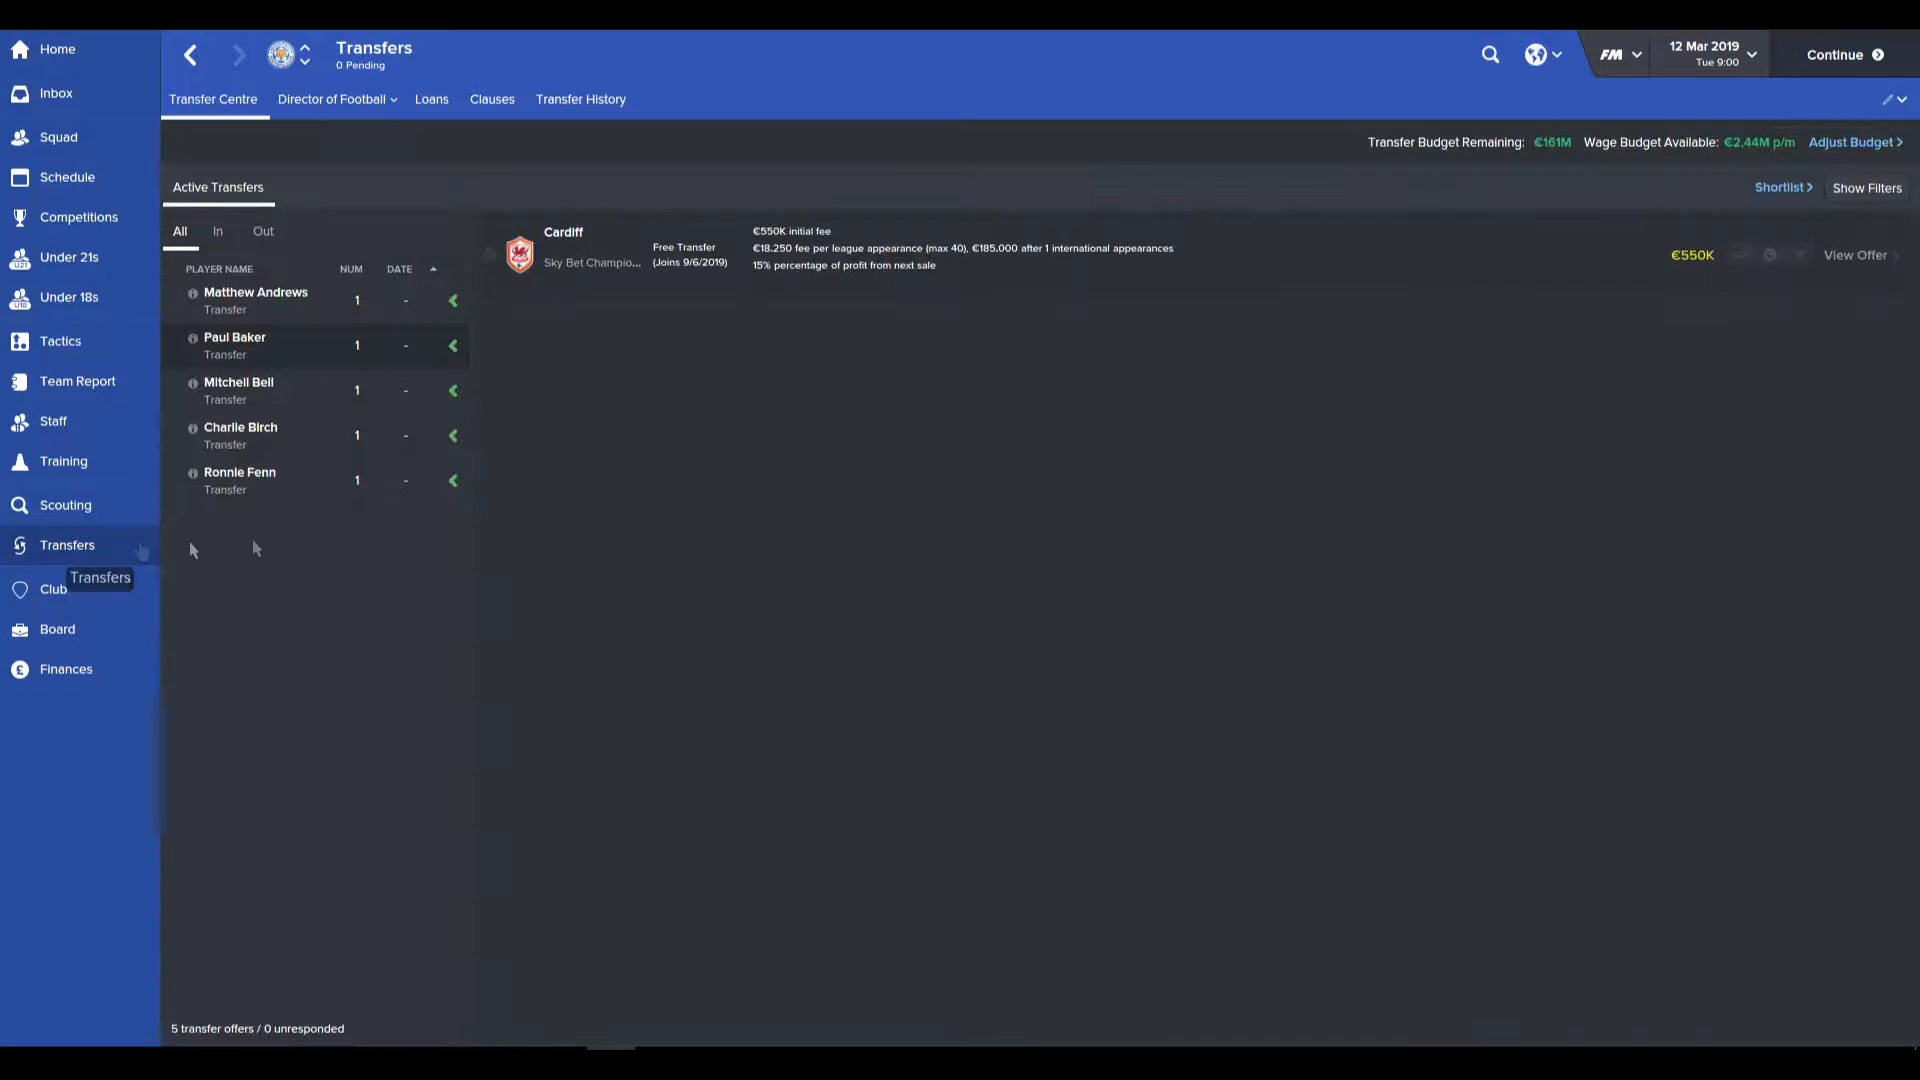 Home
Inbox
Squad
Schedule
Competitions
Under 21s
Under 18s
Tactics
Team Report
Staff
Training
Scouting
Transfers
Transfers
Club
Board
Finances
Transfers
0 Pending
FM
12 Mar 2019
Tue 9:00
Continue
Transfer Centre
Director of Football
Loans
Clauses
Transfer History
Transfer Budget Remaining: €161M Wage Budget Available: €2,44M p/m Adjust Budget >
Active Transfers
Shortlist >
Show Filters
All
In
Out
PLAYER NAME NUM DATE
Matthew Andrews 1 -
Transfer
Paul Baker 1 -
Transfer
Mitchell Bell 1 -
Transfer
Charlie Birch 1 -
Transfer
Ronnie Fenn 1 -
Transfer
Cardiff
Sky Bet Champio...
Free Transfer
(Joins 9/6/2019)
€550K initial fee
€18.250 fee per league appearance (max 40), €185.000 after 1 international appearances
15% percentage of profit from next sale
€550K
View Offer >
5 transfer offers / 0 unresponded